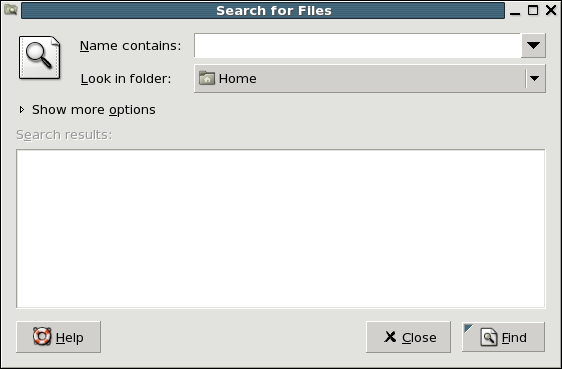 Search for Files
Name contains:
Look in folder: Home
Show more options
Search results:
Help Close Find